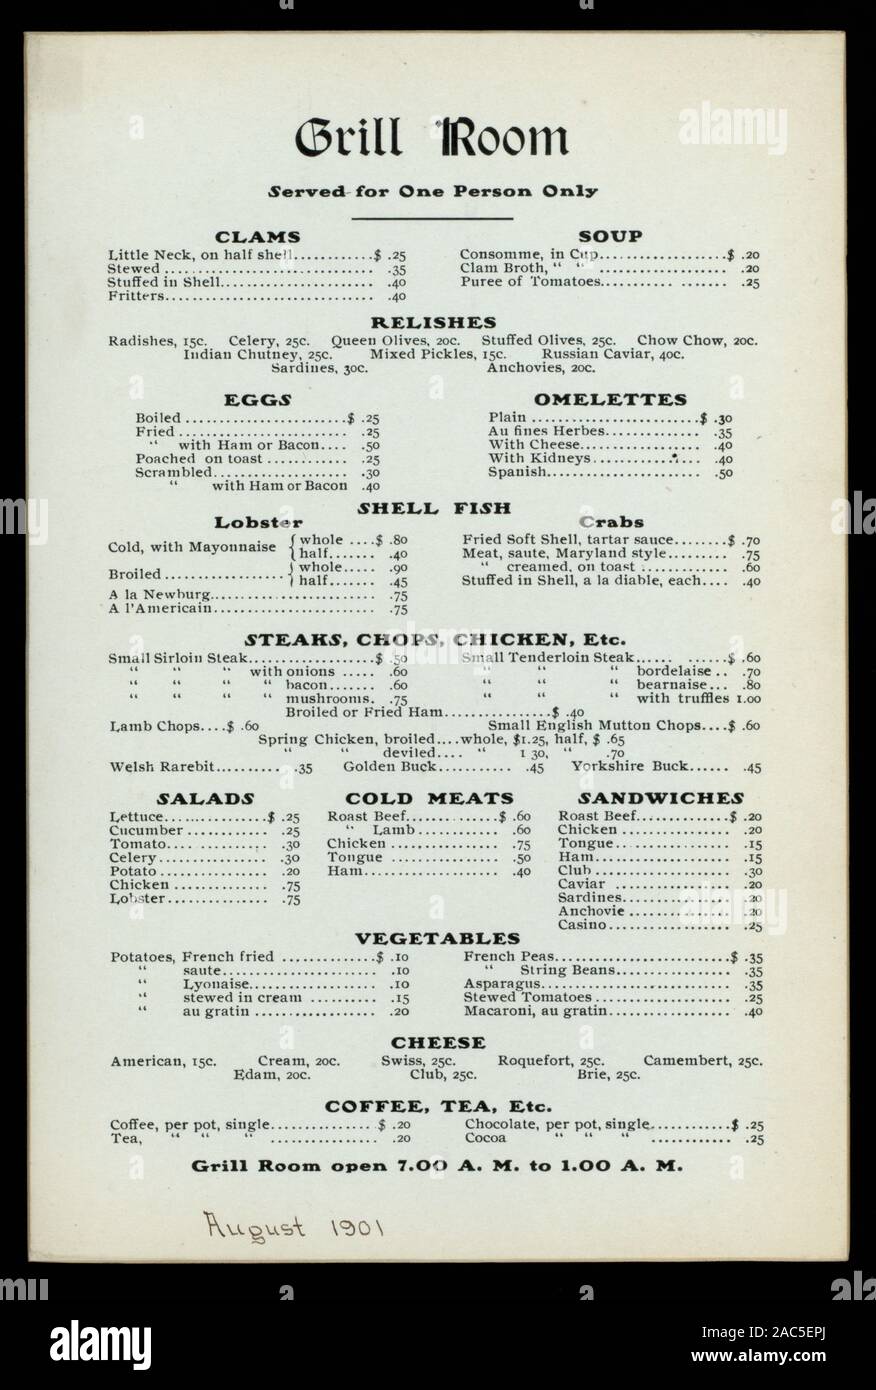 Grill Room
Served for One Person Only
CLAMS
Little Neck, on half shell............$ .25
Stewed .............................. .35
Stuffed in Shell...................... .40
Fritters.............................. .40
SOUP
Consomme, in Cup...................$ .20
Clam Broth, “ “ ................... .20
Puree of Tomatoes........... ....... .25
RELISHES
Radishes, 15c. Celery, 25c. Queen Olives, 20c. Stuffed Olives, 25c. Chow Chow, 20c.
Indian Chutney, 25c. Mixed Pickles, 15c. Russian Caviar, 40c.
Sardines, 30c. Anchovies, 20c.
EGGS
Boiled ........................$ .25
Fried ......................... .25
“ with Ham or Bacon.... .50
Poached on toast ............ .25
Scrambled.................... .30
“ with Ham or Bacon .40
OMELETTES
Plain .........................$ .30
Au fines Herbes.............. .35
With Cheese.................. .40
With Kidneys................ .40
Spanish....................... .50
SHELL FISH
Lobster
Cold, with Mayonnaise { whole ....$ .80
half....... .40
Broiled .................. } whole..... .90
half....... .45
A la Newburg........................ .75
A l'Americain........................ .75
Crabs
Fried Soft Shell, tartar sauce........$ .70
Meat, saute, Maryland style......... .75
“ creamed, on toast ............. .60
Stuffed in Shell, a la diable, each.... .40
STEAKS, CHOPS, CHICKEN, Etc.
Small Sirloin Steak...................$ .50
“ “ “ with onions ..... .60
“ “ “ “ bacon....... .60
“ “ “ “ mushrooms. .75
Small Tenderloin Steak...... ......$ .60
“ “ “ bordelaise .. .70
“ “ “ bearnaise... .80
“ “ “ with truffles 1.00
Broiled or Fried Ham................$ .40
Lamb Chops....$ .60 Small English Mutton Chops....$ .60
Spring Chicken, broiled....whole, $1.25, half, $ .65
“ “ deviled.... “ 1 30, “ .70
Welsh Rarebit.......... .35 Golden Buck........... .45 Yorkshire Buck...... .45
SALADS
Lettuce...............$ .25
Cucumber ............ .25
Tomato.... .......... .30
Celery................ .30
Potato ................ .20
Chicken .............. .75
Lobster............... .75
COLD MEATS
Roast Beef..............$ .60
“ Lamb............ .60
Chicken ................ .75
Tongue ................ .50
Ham..................... .40
SANDWICHES
Roast Beef..............$ .20
Chicken ................ .20
Tongue................. .15
Ham.................... .15
Club .................... .30
Caviar ................. .20
Sardines................ .20
Anchovie ............... .20
Casino.................. .25
VEGETABLES
Potatoes, French fried ..............$ .10
“ saute....................... .10
“ Lyonaise................... .10
“ stewed in cream .......... .15
“ au gratin .................. .20
French Peas..........................$ .35
“ String Beans................. .35
Asparagus............................ .35
Stewed Tomatoes .................... .25
Macaroni, au gratin.................. .40
CHEESE
American, 15c. Cream, 20c. Swiss, 25c. Roquefort, 25c. Camembert, 25c.
Edam, 20c. Club, 25c. Brie, 25c.
COFFEE, TEA, Etc.
Coffee, per pot, single...............$ .20
Tea, “ “ “ ................ .20
Chocolate, per pot, single............$ .25
Cocoa “ “ “ ............ .25
Grill Room open 7.00 A. M. to 1.00 A. M.
August 1901
alamy
Image ID: 2AC5EPJ
www.alamy.com